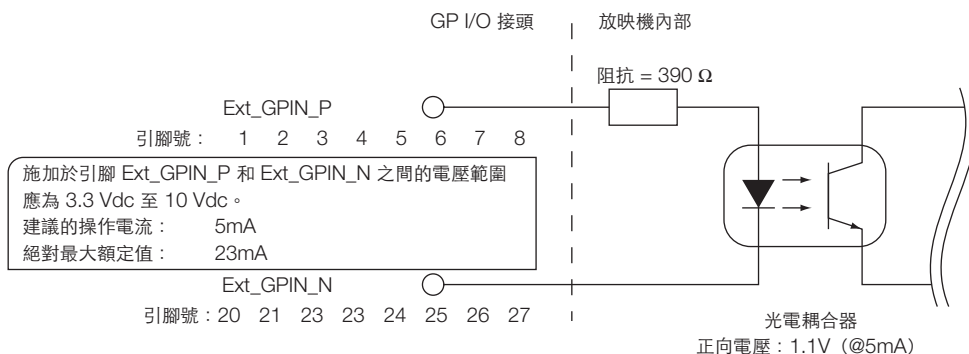 GP I/O 接頭
放映機內部
阻抗 = 390 Ω
Ext_GPIN_P
引腳號： 1 2 3 4 5 6 7 8
施加於引腳 Ext_GPIN_P 和 Ext_GPIN_N 之間的電壓範圍
應為 3.3 Vdc 至 10 Vdc。
建議的操作電流： 5mA
絕對最大額定值： 23mA
Ext_GPIN_N
引腳號：20 21 23 23 24 25 26 27
光電耦合器
正向電壓：1.1V（@5mA）